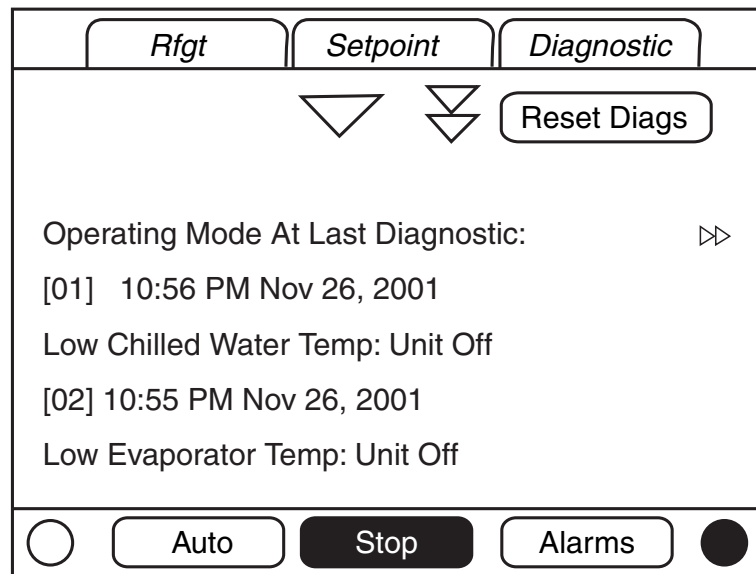 Rfgt Setpoint Diagnostic
Reset Diags
Operating Mode At Last Diagnostic:
[01] 10:56 PM Nov 26, 2001
Low Chilled Water Temp: Unit Off
[02] 10:55 PM Nov 26, 2001
Low Evaporator Temp: Unit Off
Auto Stop Alarms